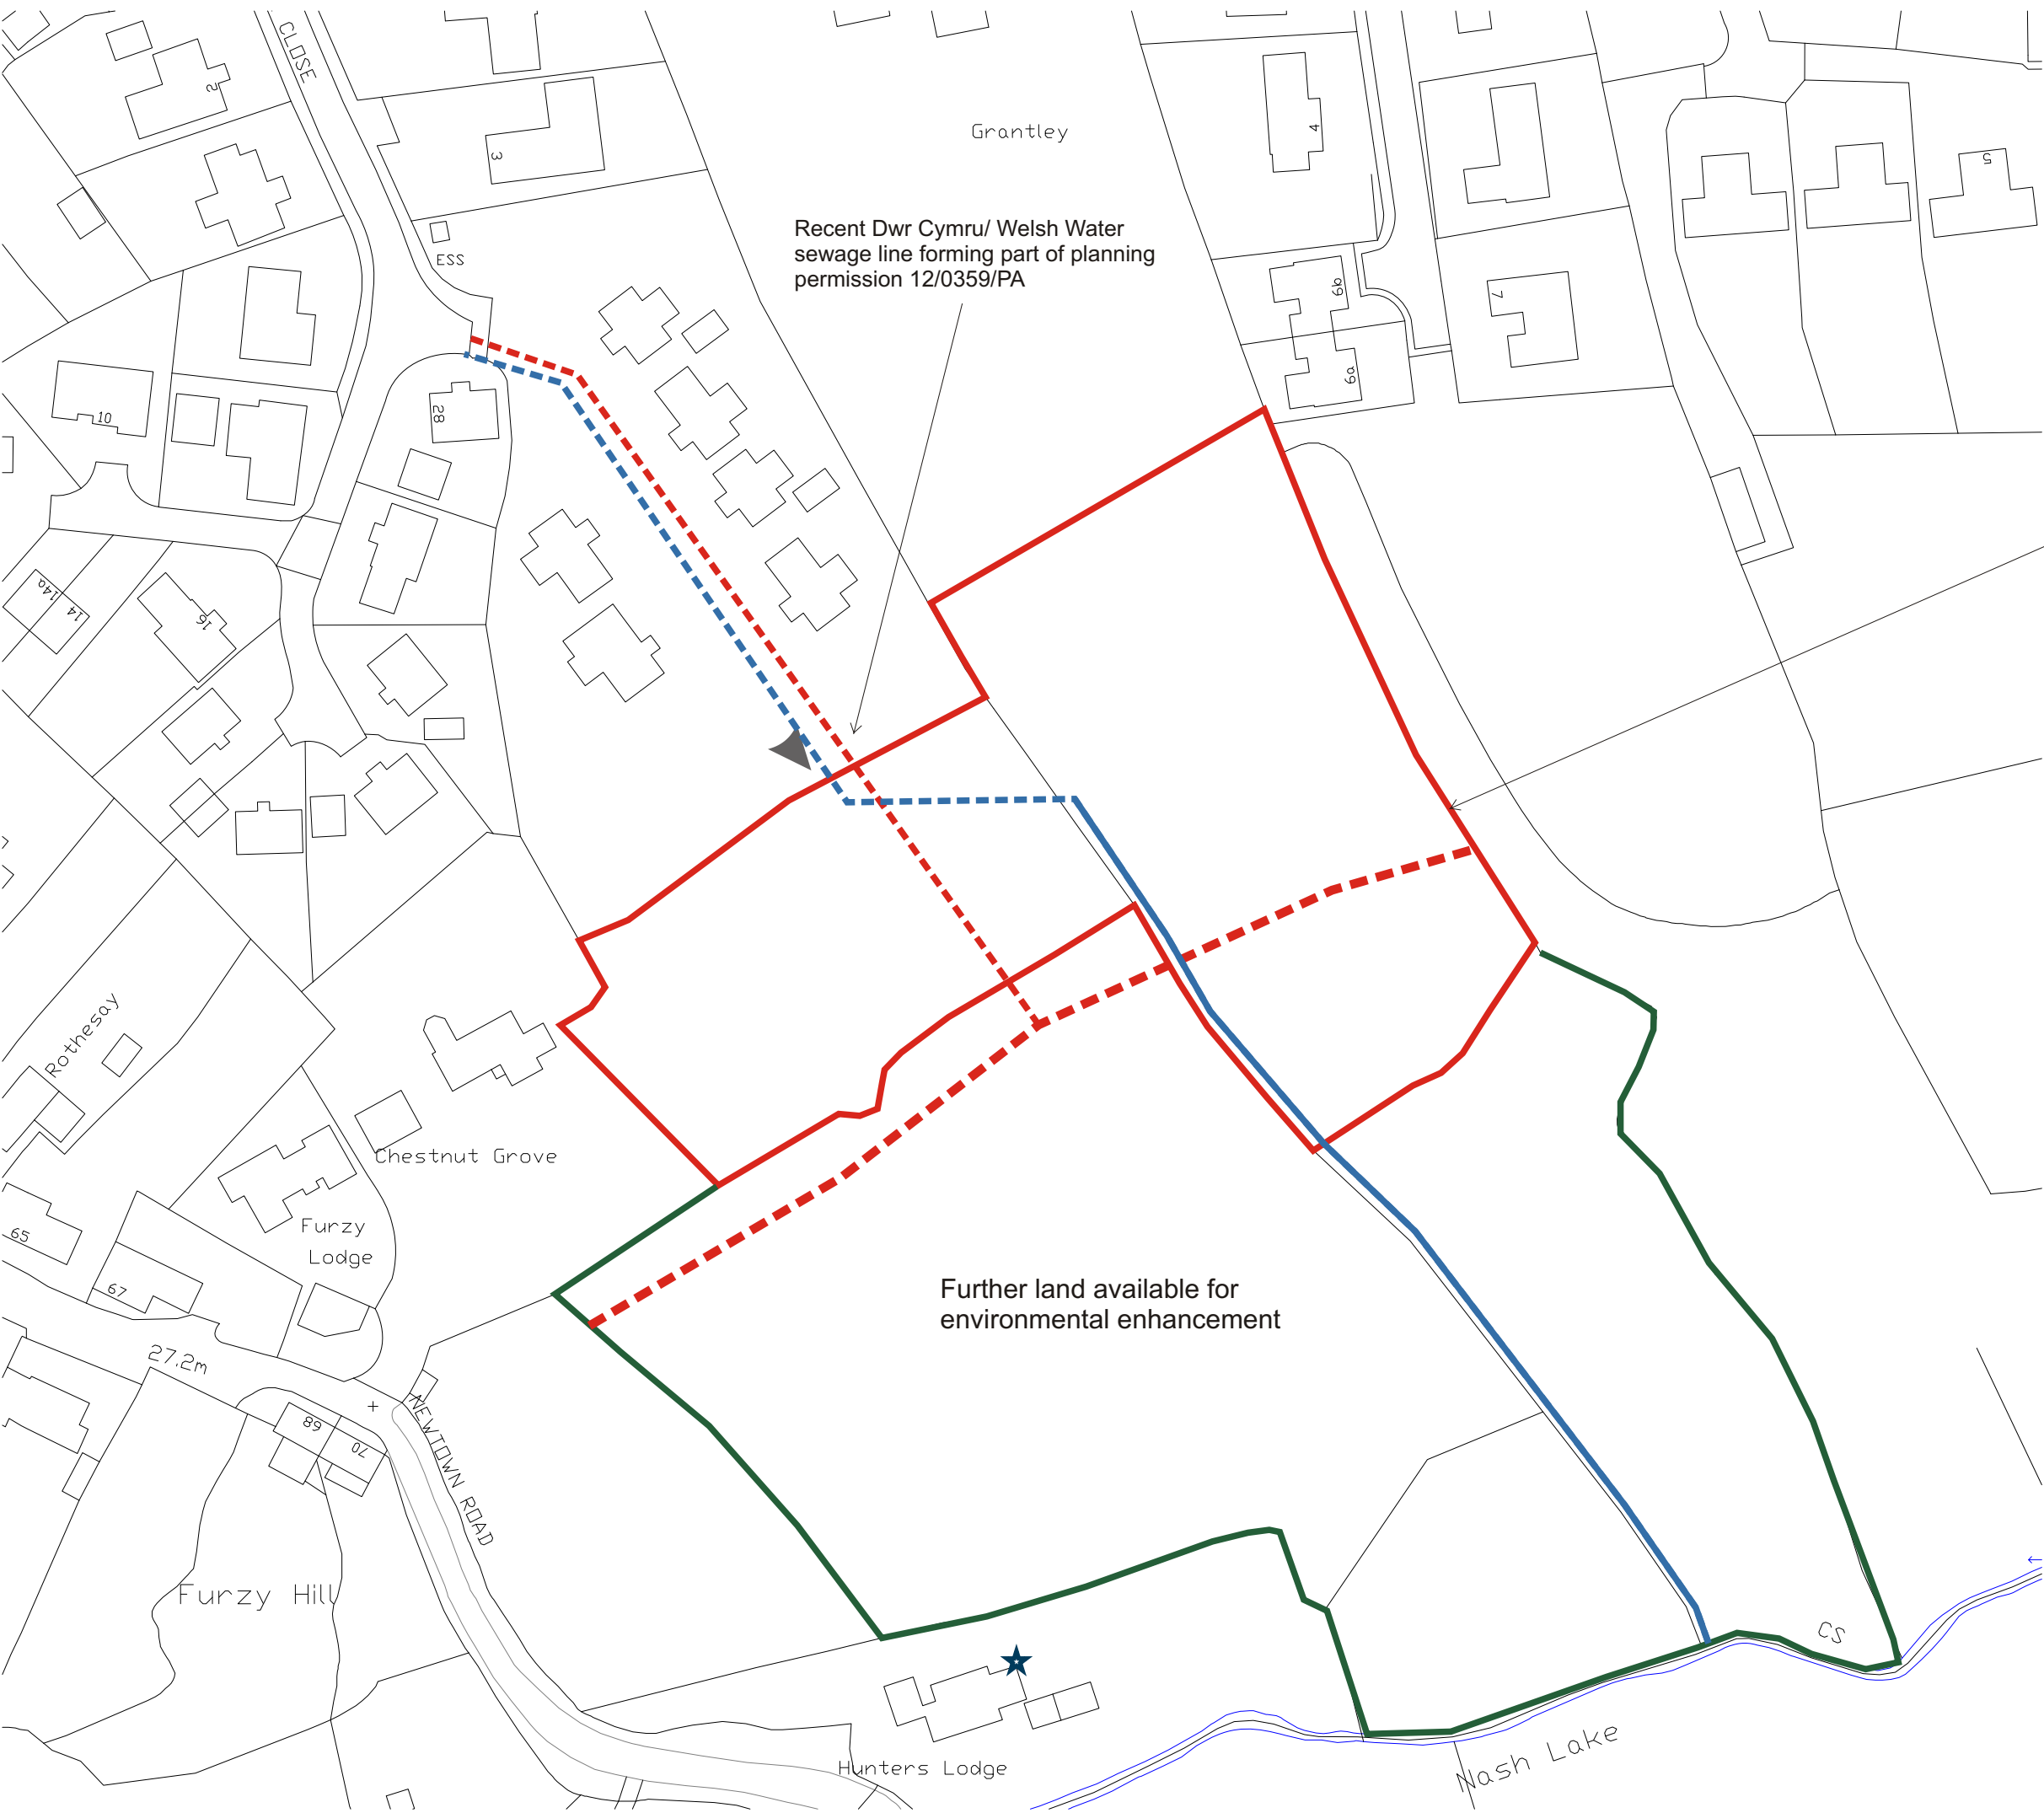 CLOSE
2
3
Grantley
4
5
ESS
Recent Dwr Cymru/ Welsh Water
sewage line forming part of planning
permission 12/0359/PA
6b
7
6a
10
28
14a
14
16
Rothesay
Chestnut Grove
65
67
Furzy
Lodge
Further land available for
environmental enhancement
27.2m
68
70
NEWTOWN ROAD
Furzy Hill
CS
Hunters Lodge
Nash Lake